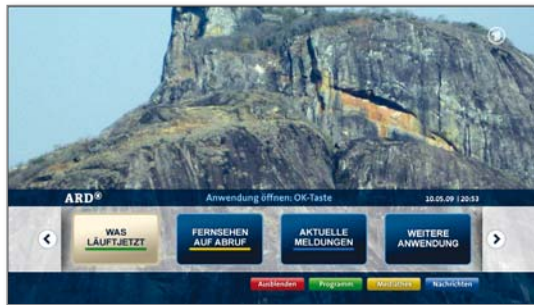 ARD
Anwendung öffnen: OK-Taste
10.05.09 | 20:53
WAS
LÄUFTJETZT
FERNSEHEN
AUF ABRUF
AKTUELLE
MELDUNGEN
WEITERE
ANWENDUNG
Ausblenden Programm Mediathek Nachrichten